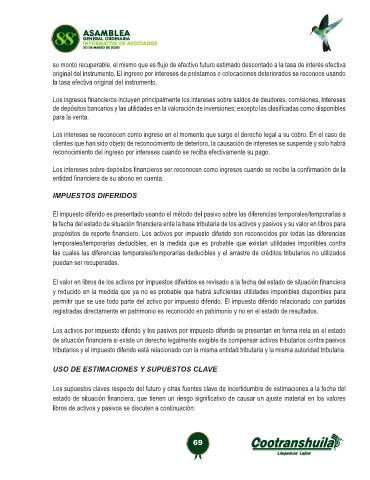 88ª
ASAMBLEA
GENERAL ORDINARIA
INFORMATIVA DE ASOCIADOS
30 DE MARZO DE 2020
su monto recuperable, el mismo que es flujo de efectivo futuro estimado descontado a la tasa de interés efectiva
original del instrumento. El ingreso por intereses de préstamos o colocaciones deteriorados se reconoce usando
la tasa efectiva original del instrumento.
Los ingresos financieros incluyen principalmente los intereses sobre saldos de deudores, comisiones, intereses
de depósitos bancarios y las utilidades en la valoración de inversiones; excepto las clasificadas como disponibles
para la venta.
Los intereses se reconocen como ingreso en el momento que surge el derecho legal a su cobro. En el caso de
clientes que han sido objeto de reconocimiento de deterioro, la causación de intereses se suspende y solo habrá
reconocimiento del ingreso por intereses cuando se reciba efectivamente su pago.
Los intereses sobre depósitos financieros ser reconocen como ingresos cuando se recibe la confirmación de la
entidad financiera de su abono en cuenta.
IMPUESTOS DIFERIDOS
El impuesto diferido es presentado usando el método del pasivo sobre las diferencias temporales/temporarias a
la fecha del estado de situación financiera ente la base tributaria de los activos y pasivos y su valor en libros para
propósitos de reporte financiero. Los activos por impuesto diferido son reconocidos por todas las diferencias
temporales/temporarias deducibles, en la medida que es probable que existan utilidades imponibles contra
las cuales las diferencias temporales/temporarias deducibles y el arrastre de créditos tributarios no utilizados
puedan ser recuperadas.
El valor en libros de los activos por impuestos diferidos es revisado a la fecha del estado de situación financiera
y reducido en la medida que ya no es probable que habrá suficientes utilidades imponibles disponibles para
permitir que se use todo parte del activo por impuesto diferido. El impuesto diferido relacionado con partidas
registradas directamente en patrimonio es reconocido en patrimonio y no en el estado de resultados.
Los activos por impuesto diferido y los pasivos por impuesto diferido se presentan en forma neta en el estado
de situación financiera si existe un derecho legalmente exigible de compensar activos tributarios contra pasivos
tributarios y el impuesto diferido está relacionado con la misma entidad tributaria y la misma autoridad tributaria.
USO DE ESTIMACIONES Y SUPUESTOS CLAVE
Los supuestos claves respecto del futuro y otras fuentes clave de incertidumbre de estimaciones a la fecha del
estado de situación financiera, que tienen un riesgo significativo de causar un ajuste material en los valores
libros de activos y pasivos se discuten a continuación:
69
Cootranshuila
Llegamos Lejos